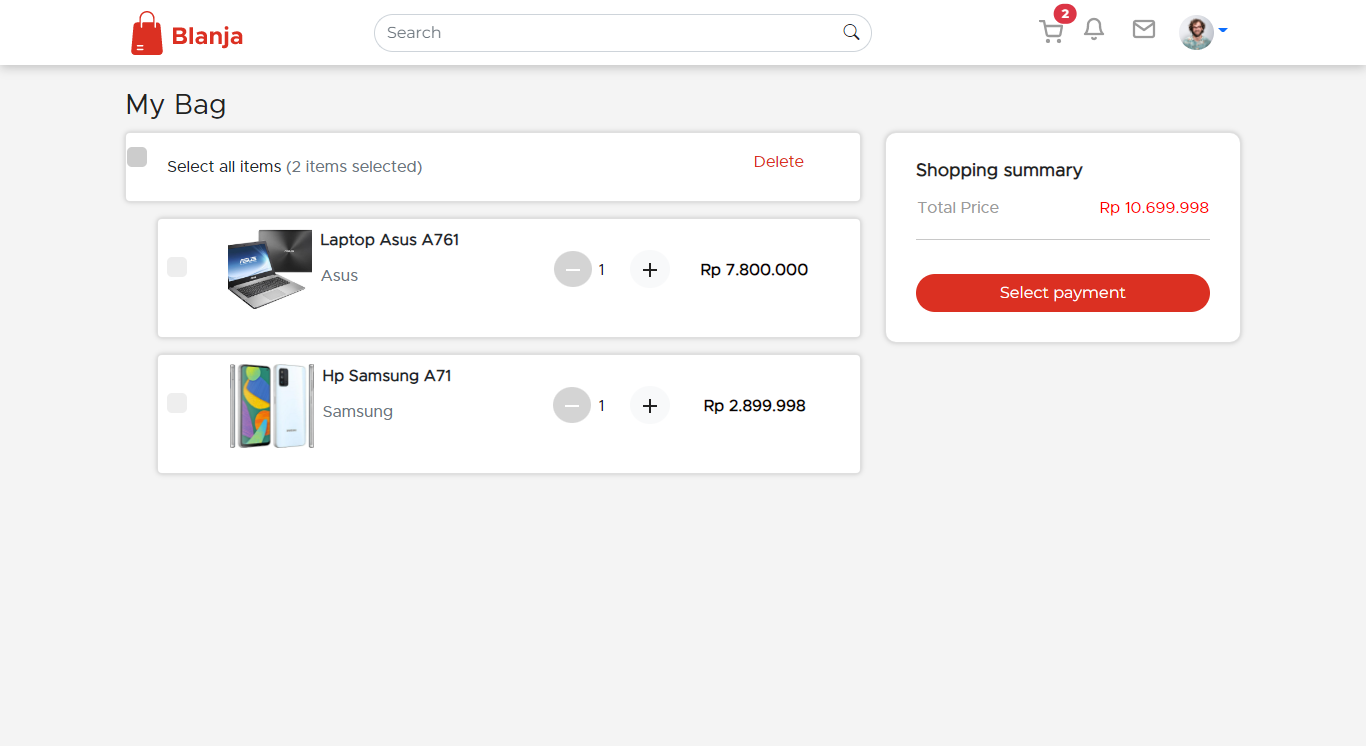 Blanja
Search
2
My Bag
Select all items (2 items selected)
Delete
Laptop Asus A761
Asus
1
Rp 7.800.000
Hp Samsung A71
Samsung
1
Rp 2.899.998
Shopping summary
Total Price
Rp 10.699.998
Select payment